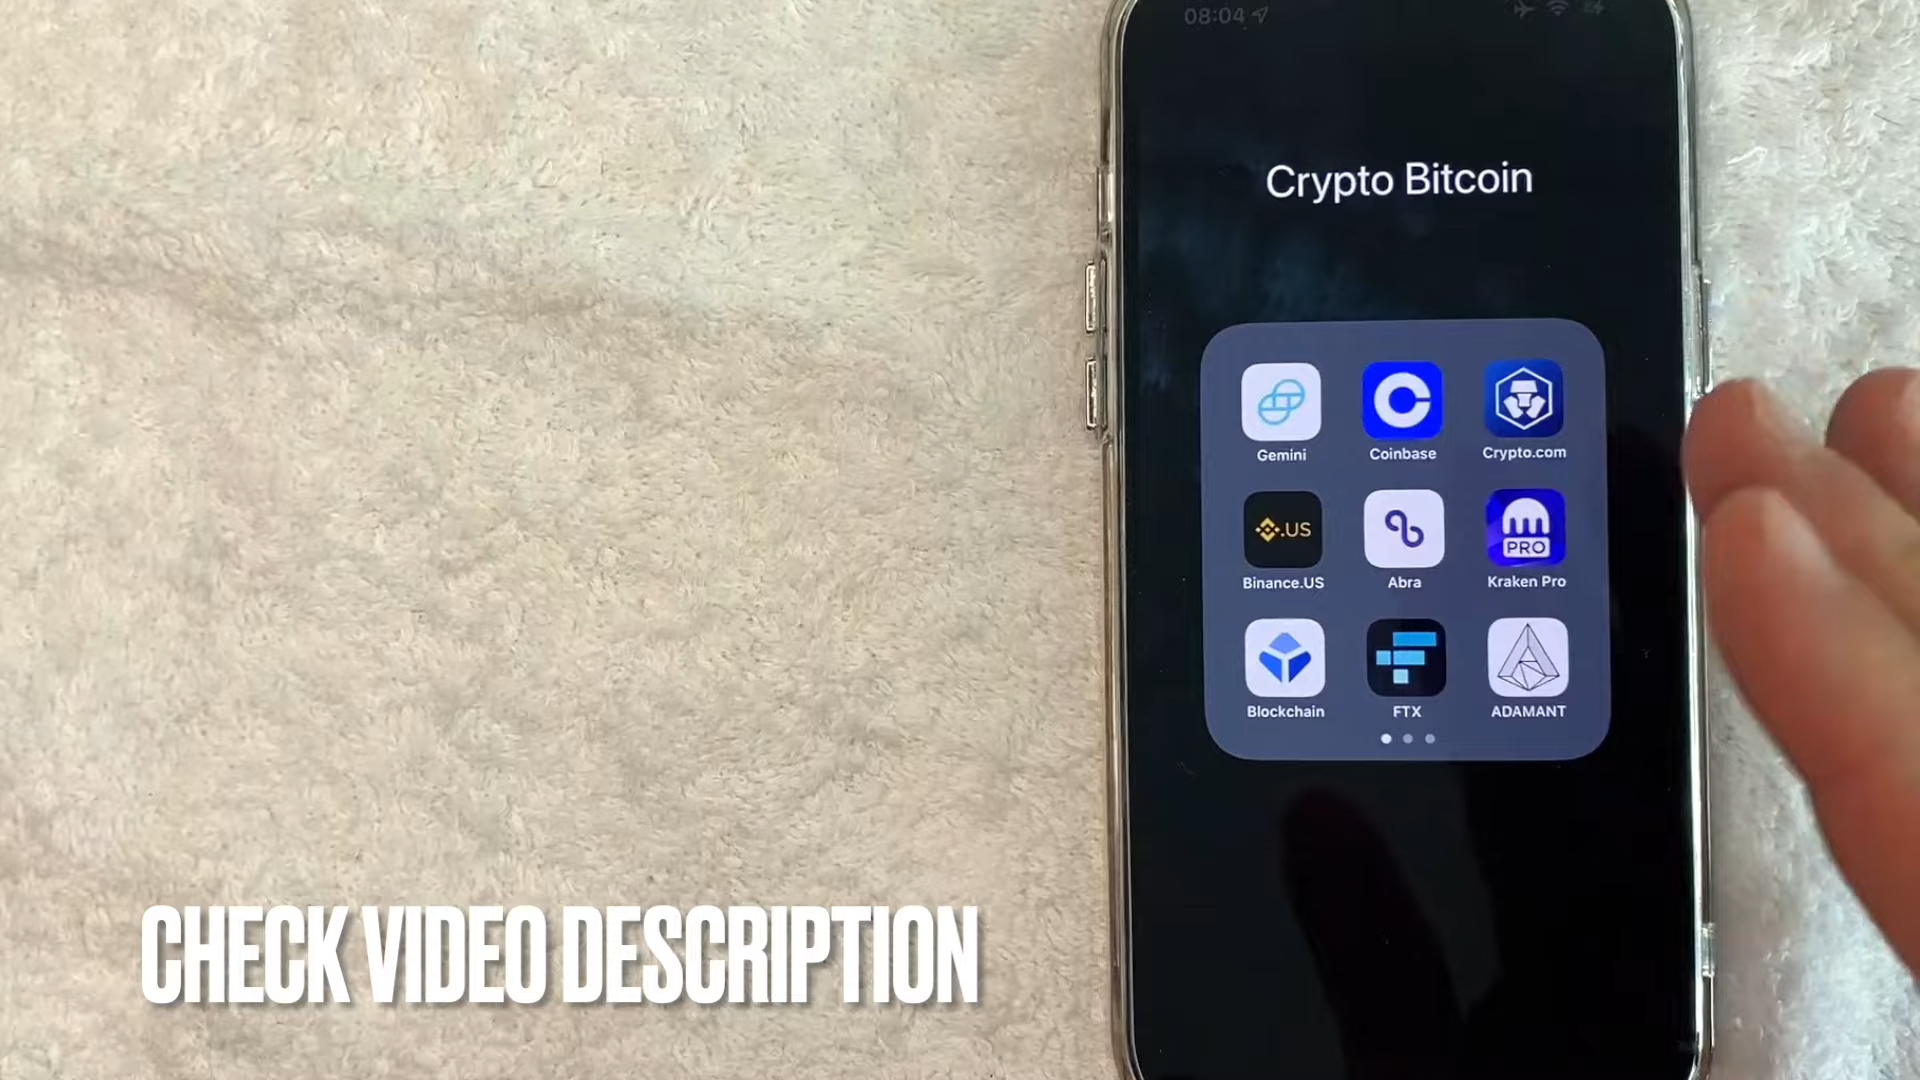 08:04
Crypto Bitcoin
Gemini
Coinbase
Crypto.com
.US
PRO
Binance.US
Abra
Kraken Pro
Blockchain
FTX
ADAMANT
CHECK VIDEO DESCRIPTION